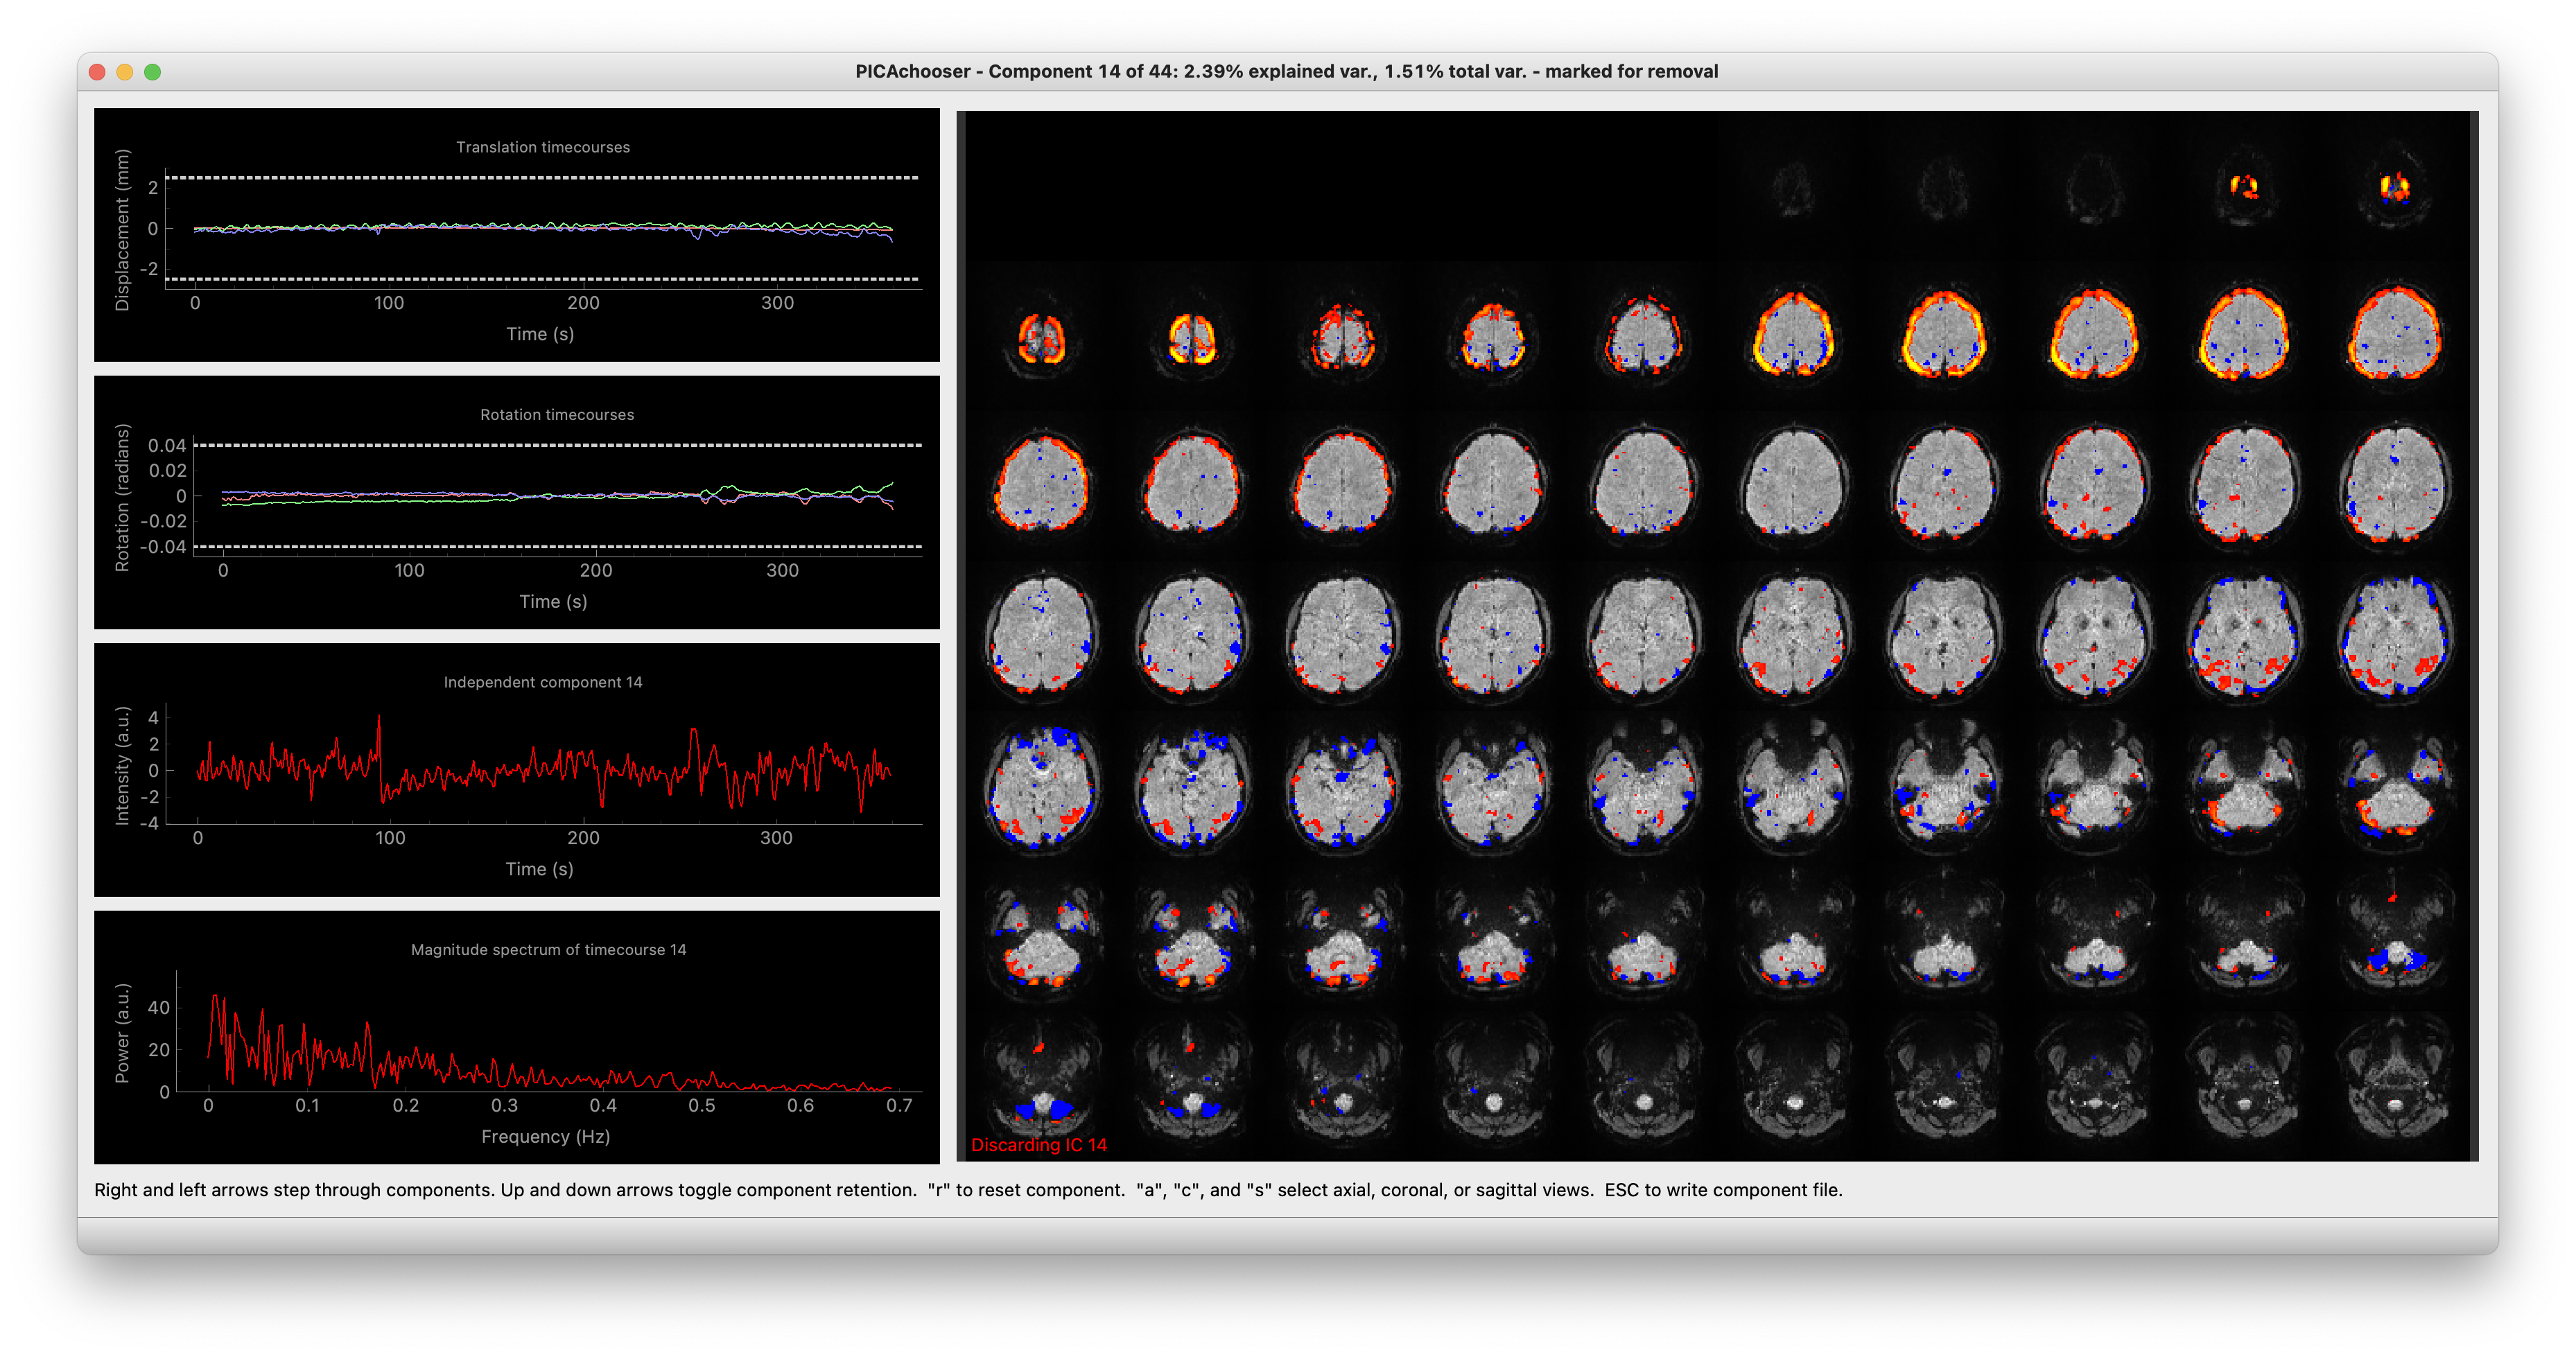 PICAchooser - Component 14 of 44: 2.39% explained var., 1.51% total var. - marked for removal
Translation timecourses
Displacement (mm)
2
0
-2
0 100 200 300
Time (s)
Rotation timecourses
Rotation (radians)
0.04
0.02
0
-0.02
-0.04
0 100 200 300
Time (s)
Independent component 14
Intensity (a.u.)
4
2
0
-2
-4
0 100 200 300
Time (s)
Magnitude spectrum of timecourse 14
Power (a.u.)
40
20
0
0 0.1 0.2 0.3 0.4 0.5 0.6 0.7
Frequency (Hz)
Discarding IC 14
Right and left arrows step through components. Up and down arrows toggle component retention.  "r" to reset component.  "a", "c", and "s" select axial, coronal, or sagittal views.  ESC to write component file.